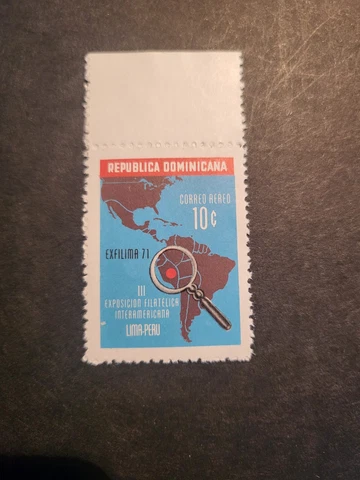 REPUBLICA DOMINICANA
CORREO AEREO
10¢
EXFILIMA 71
III
EXPOSICION FILATELICA
INTERAMERICANA
LIMA-PERU